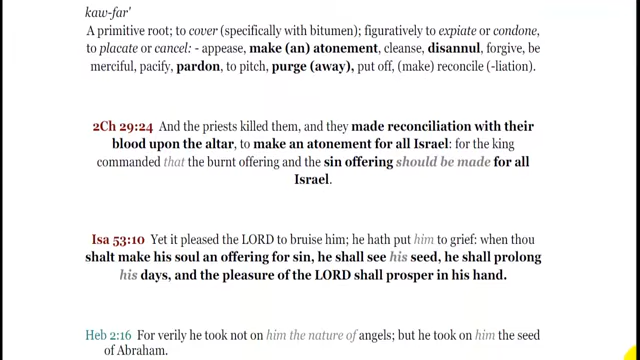 kaw-far'
A primitive root; to cover (specifically with bitumen); figuratively to expiate or condone,
to placate or cancel: - appease, make (an) atonement, cleanse, disannul, forgive, be
merciful, pacify, pardon, to pitch, purge (away), put off, (make) reconcile (-liation).
2Ch 29:24 And the priests killed them, and they made reconciliation with their
blood upon the altar, to make an atonement for all Israel: for the king
commanded that the burnt offering and the sin offering should be made for all
Israel.
Isa 53:10 Yet it pleased the LORD to bruise him; he hath put him to grief: when thou
shalt make his soul an offering for sin, he shall see his seed, he shall prolong
his days, and the pleasure of the LORD shall prosper in his hand.
Heb 2:16 For verily he took not on him the nature of angels; but he took on him the seed
of Abraham.